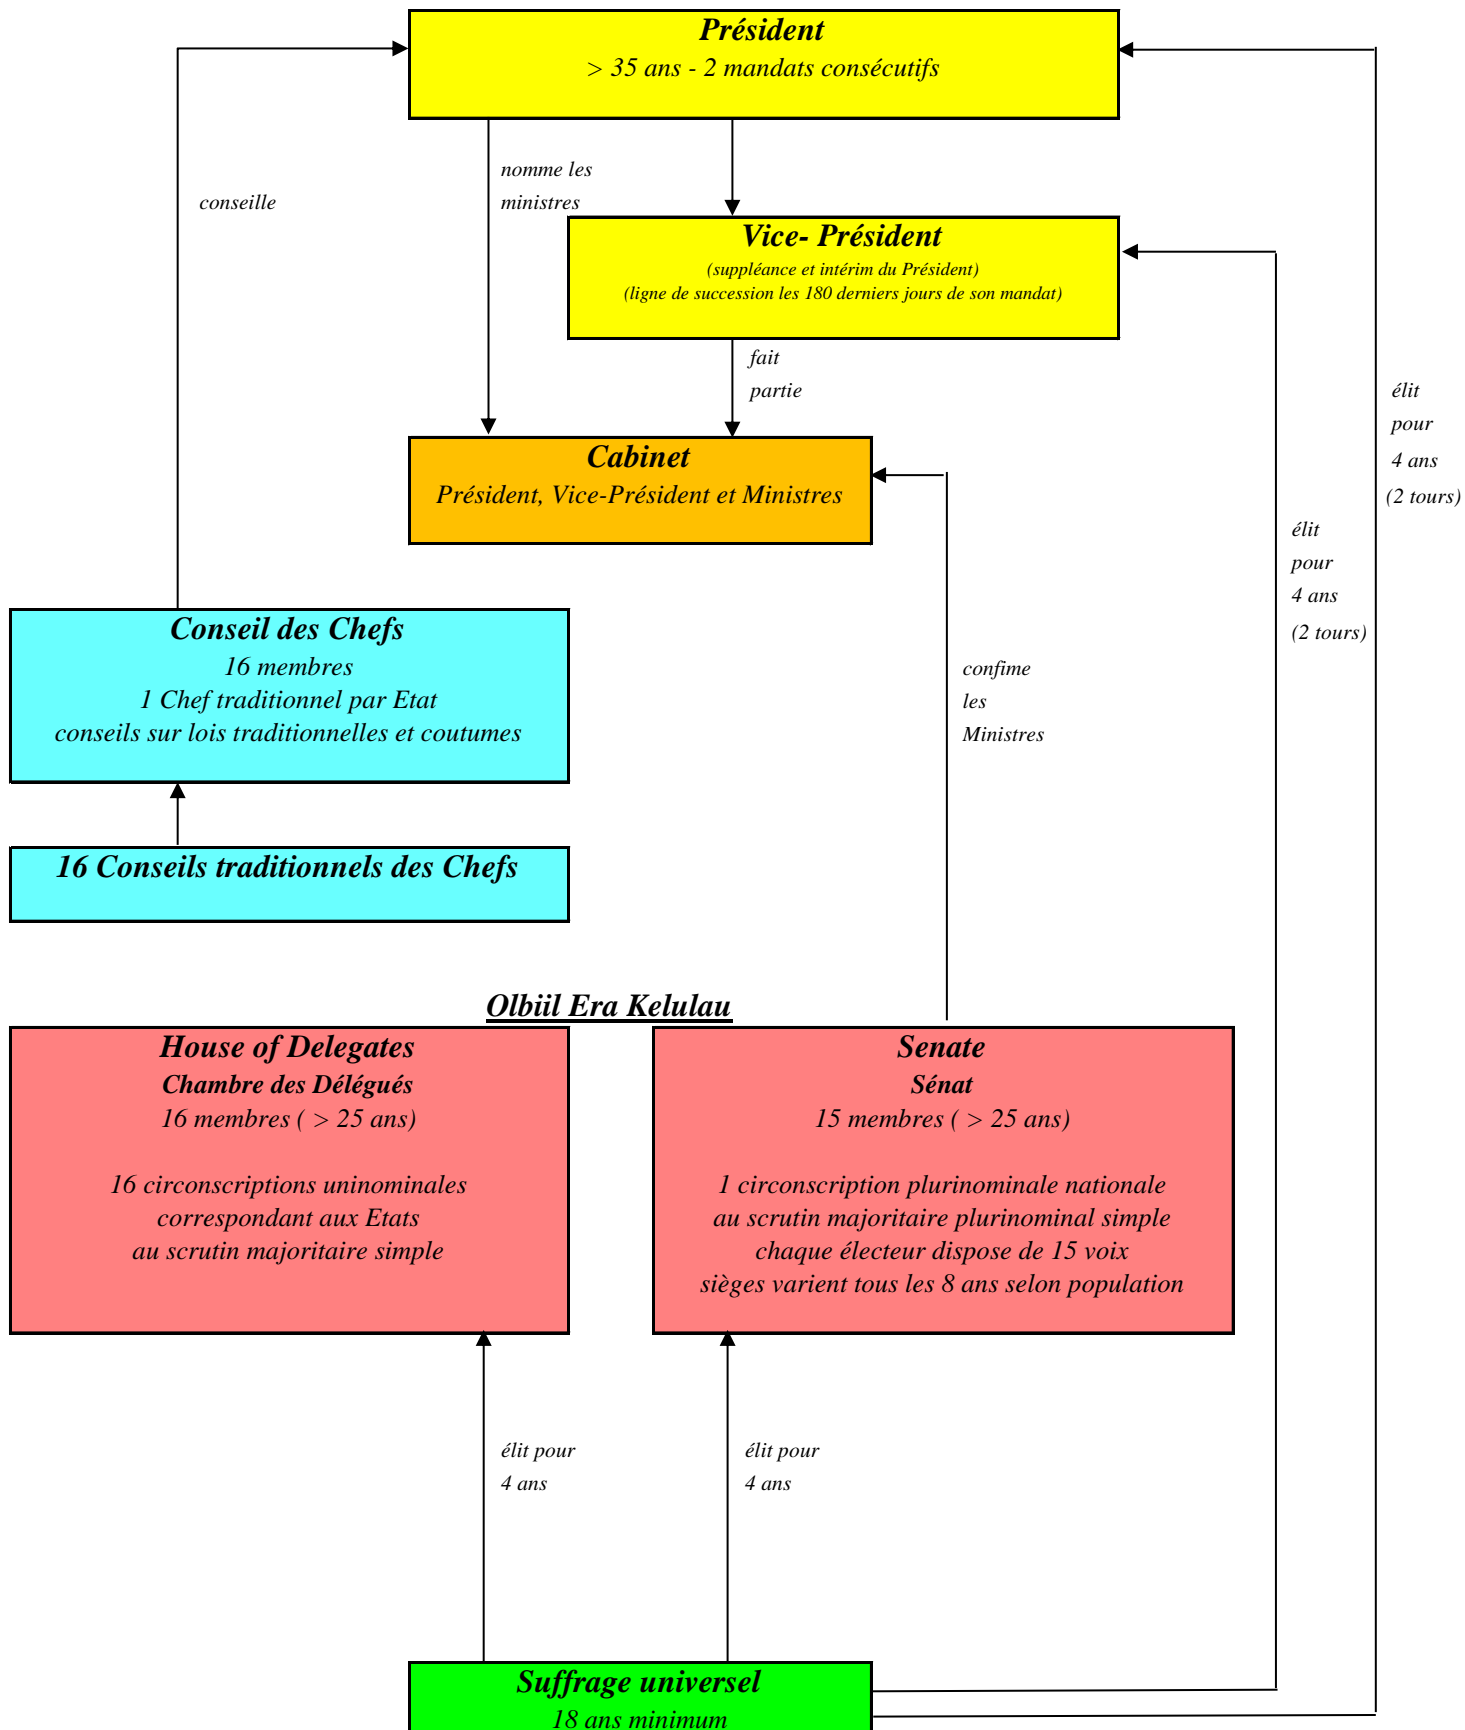 Président
> 35 ans - 2 mandats consécutifs
nomme les
ministres
conseille
Vice- Président
(suppléance et intérim du Président)
(ligne de succession les 180 derniers jours de son mandat)
fait
partie
élit
pour
4 ans
(2 tours)
Cabinet
Président, Vice-Président et Ministres
élit
pour
4 ans
(2 tours)
Conseil des Chefs
16 membres
1 Chef traditionnel par Etat
conseils sur lois traditionnelles et coutumes
confime
les
Ministres
16 Conseils traditionnels des Chefs
Olbiil Era Kelulau
House of Delegates
Chambre des Délégués
16 membres ( > 25 ans)
16 circonscriptions uninominales
correspondant aux Etats
au scrutin majoritaire simple
Senate
Sénat
15 membres ( > 25 ans)
1 circonscription plurinominale nationale
au scrutin majoritaire plurinominal simple
chaque électeur dispose de 15 voix
sièges varient tous les 8 ans selon population
élit pour
4 ans
élit pour
4 ans
Suffrage universel
18 ans minimum